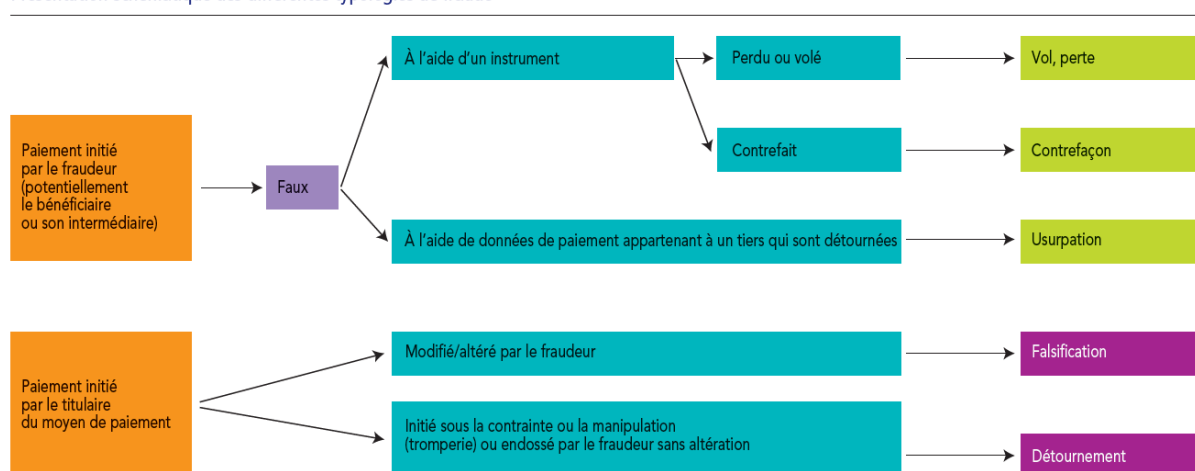 À l'aide d'un instrument
Perdu ou volé
Vol, perte
Paiement initié
par le fraudeur
(potentiellement
le bénéficiaire
ou son intermédiaire)
Faux
Contrefait
Contrefaçon
À l'aide de données de paiement appartenant à un tiers qui sont détournées
Usurpation
Paiement initié
par le titulaire
du moyen de paiement
Modifié/altéré par le fraudeur
Falsification
Initié sous la contrainte ou la manipulation
(tromperie) ou endossé par le fraudeur sans altération
Détournement